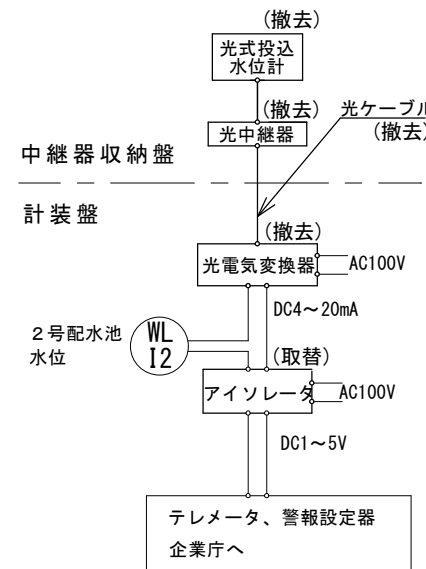 (撤去)
光式投込
水位計
(撤去)
光中継器
光ケーブル
(撤去)
中継器収納盤
計装盤
(撤去)
光電気変換器
AC100V
DC4～20mA
2号配水池
水位
WL
I2
(取替)
アイソレータ
AC100V
DC1～5V
テレメータ、警報設定器
企業庁へ